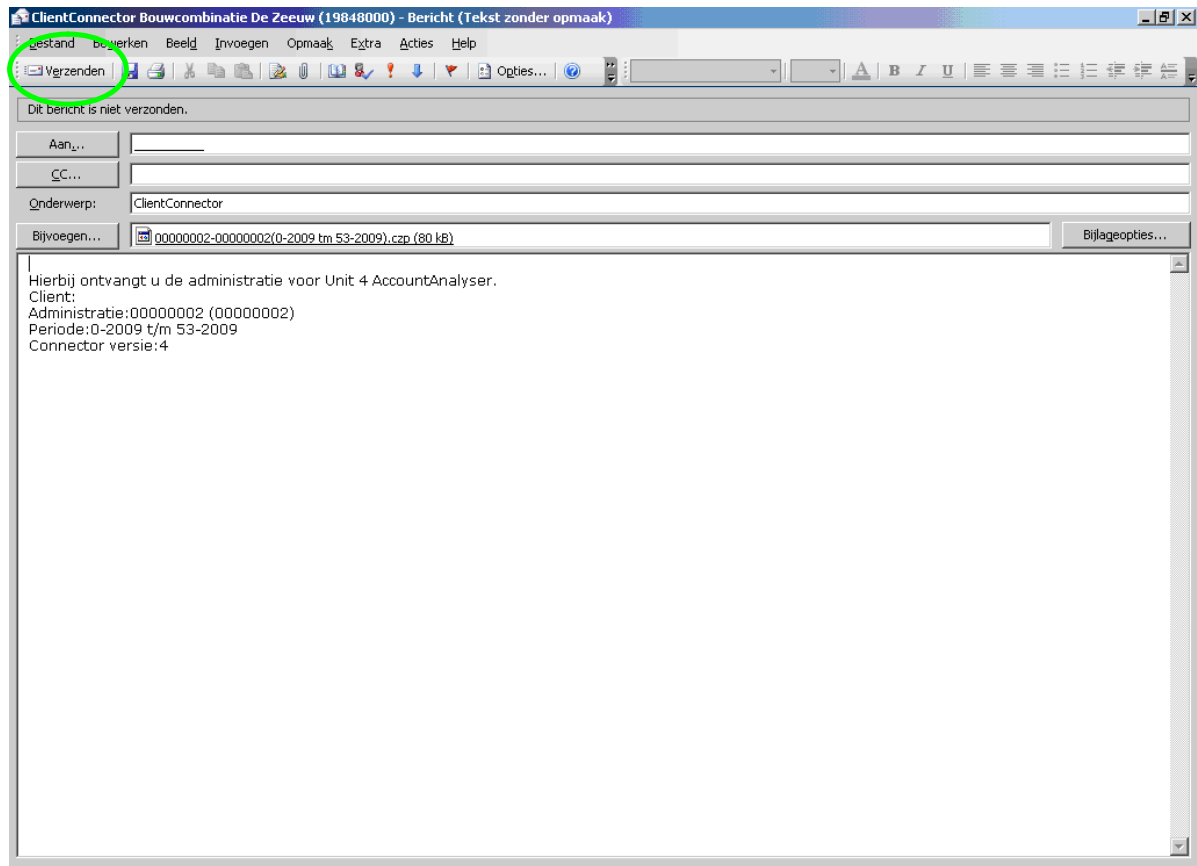 ClientConnector Bouwcombinatie De Zeeuw (19848000) - Bericht (Tekst zonder opmaak)
Bestand Bewerken Beeld Invoegen Opmaak Extra Acties Help
Verzenden Opties... A B I U
Dit bericht is niet verzonden.
Aan...
CC...
Onderwerp: ClientConnector
Bijvoegen... 00000002-00000002(0-2009 tm 53-2009).czp (80 kB) Bijlageopties...
Hierbij ontvangt u de administratie voor Unit 4 AccountAnalyser.
Client:
Administratie:00000002 (00000002)
Periode:0-2009 t/m 53-2009
Connector versie:4